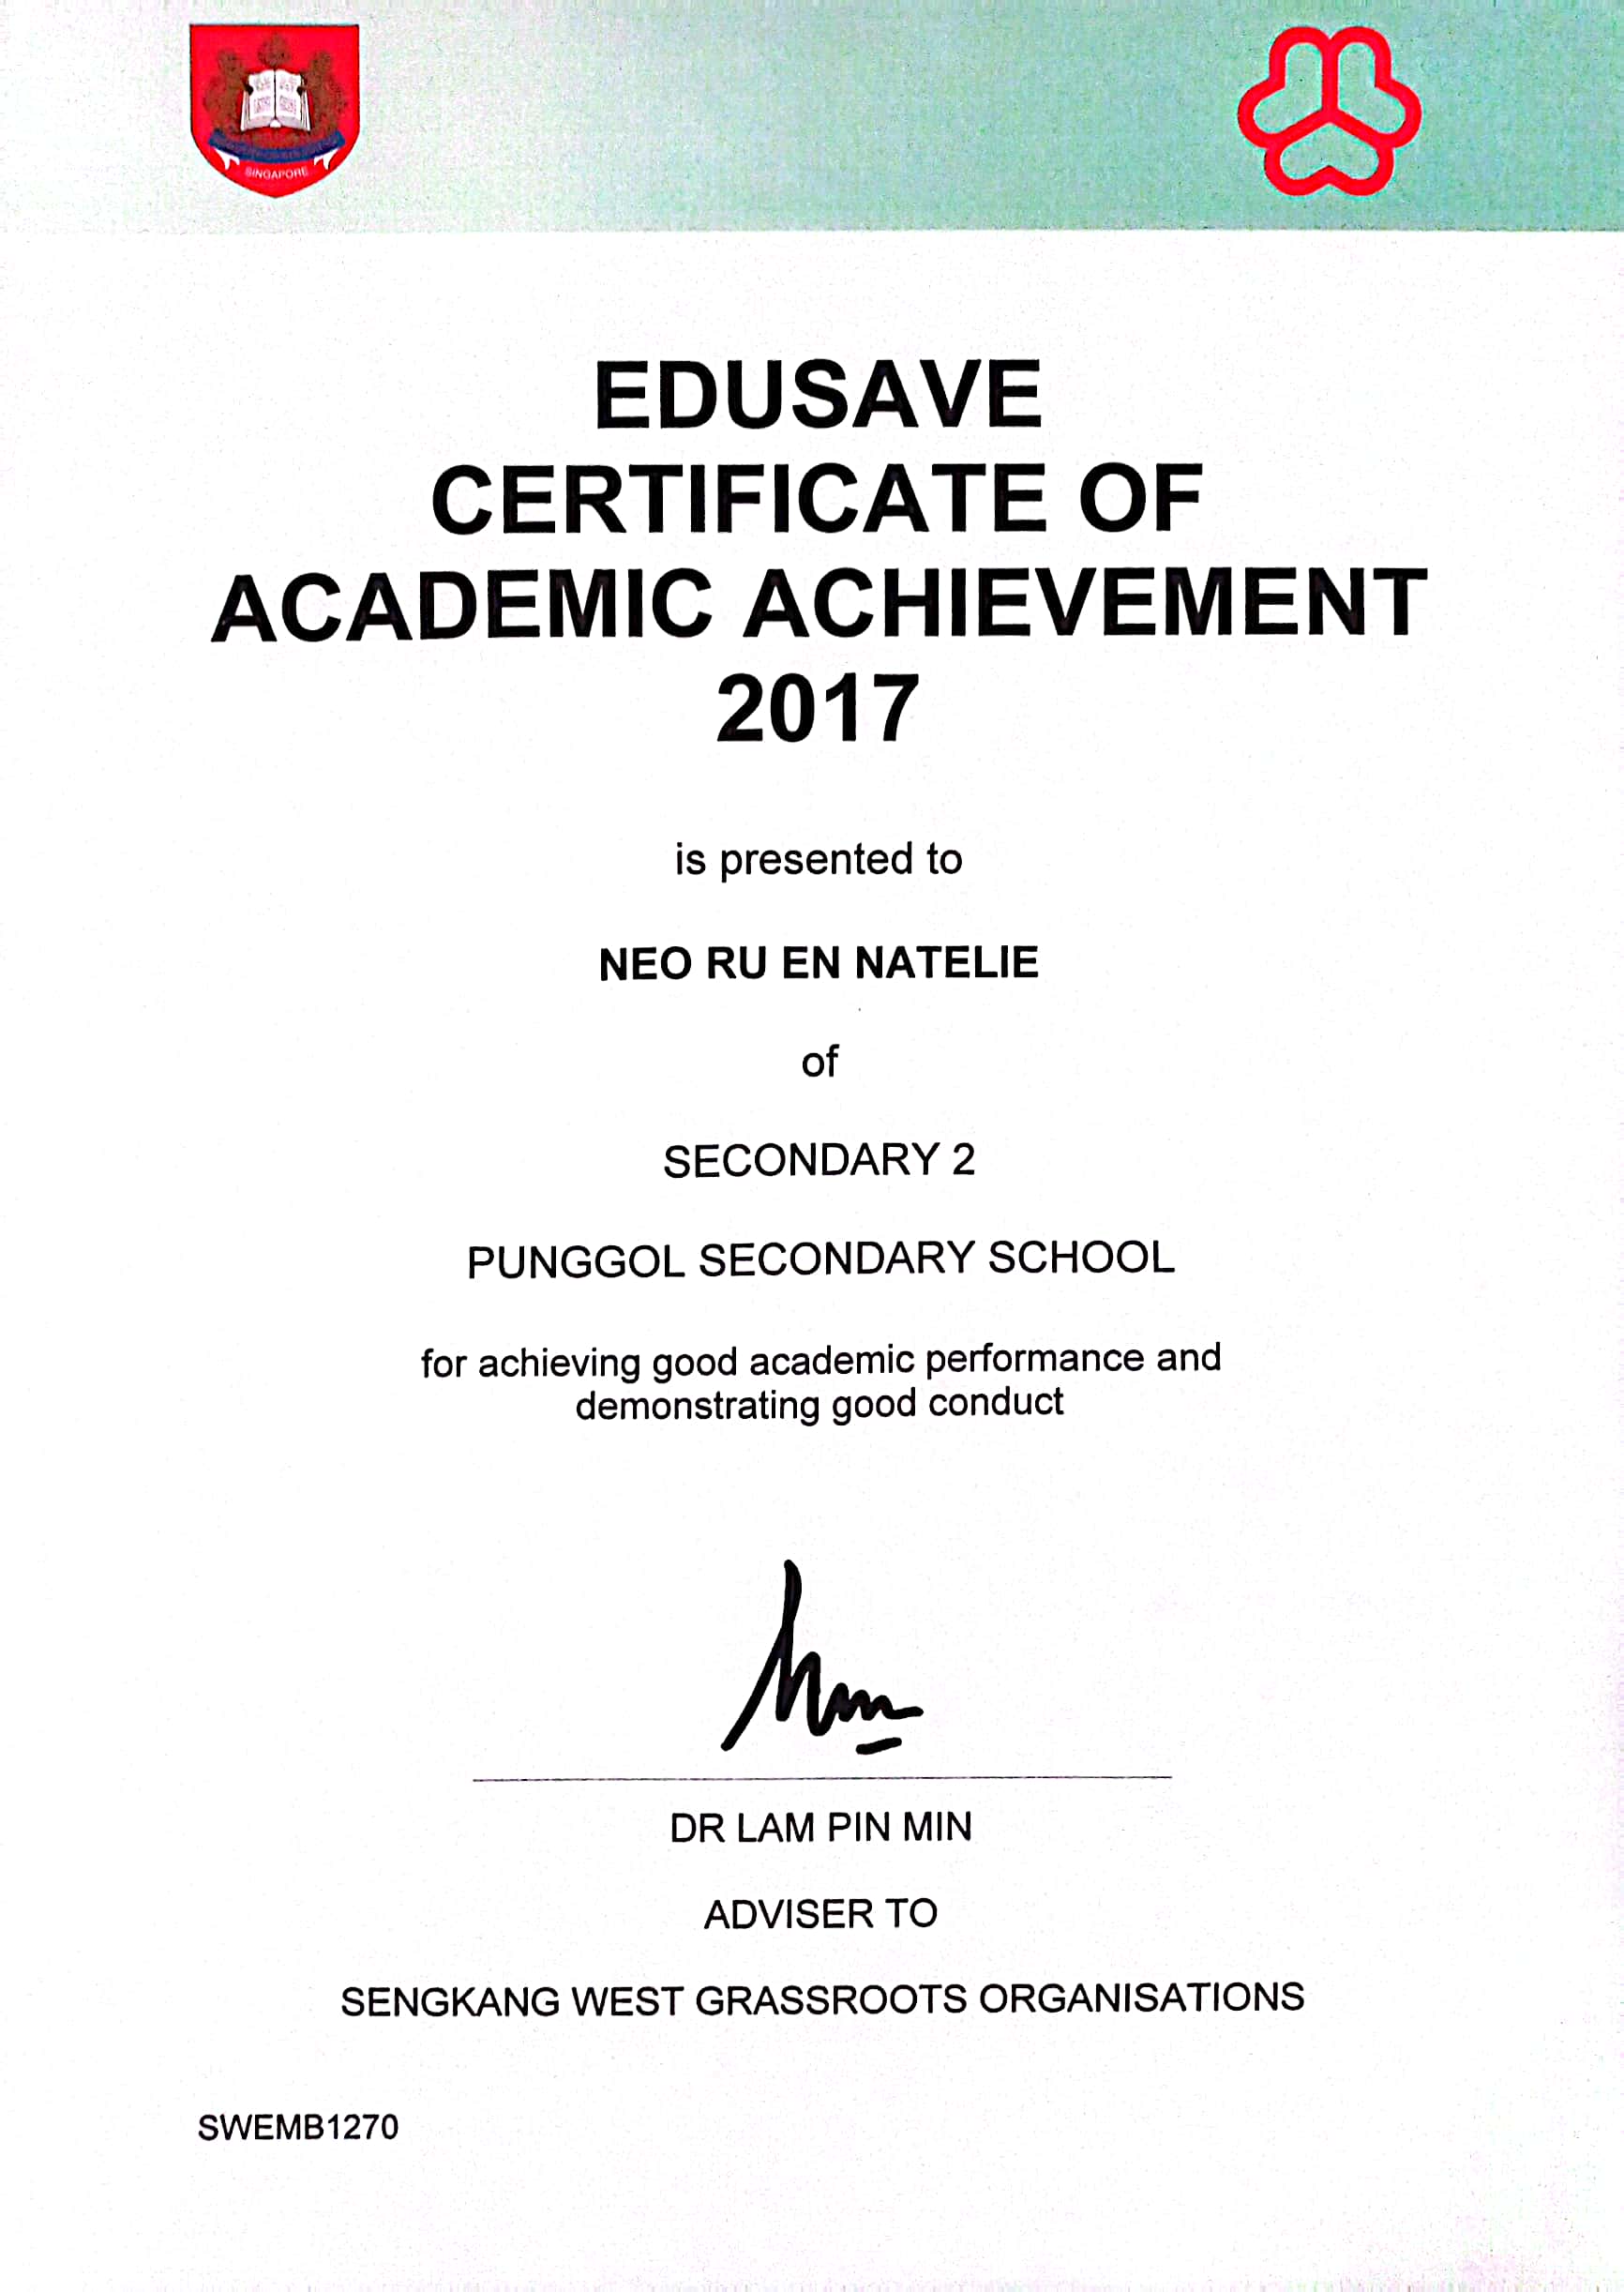 SINGAPORE
EDUSAVE
CERTIFICATE OF
ACADEMIC ACHIEVEMENT
2017
is presented to
NEO RU EN NATELIE
of
SECONDARY 2
PUNGGOL SECONDARY SCHOOL
for achieving good academic performance and
demonstrating good conduct
DR LAM PIN MIN
ADVISER TO
SENGKANG WEST GRASSROOTS ORGANISATIONS
SWEMB1270